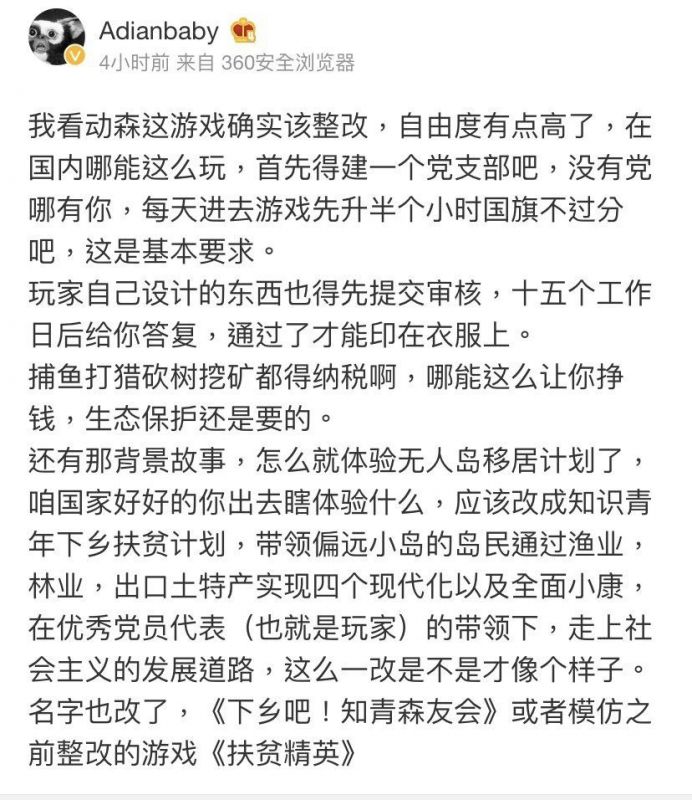 Adianbaby
4小时前 来自 360安全浏览器
我看动森这游戏确实该整改，自由度有点高了，在
国内哪能这么玩，首先得建一个党支部吧，没有党
哪有你，每天进去游戏先升半个小时国旗不过分
吧，这是基本要求。
玩家自己设计的东西也得先提交审核，十五个工作
日后给你答复，通过了才能印在衣服上。
捕鱼打猎砍树挖矿都得纳税啊，哪能这么让你挣
钱，生态保护还是要的。
还有那背景故事，怎么就体验无人岛移居计划了，
咱国家好好的你出去瞎体验什么，应该改成知识青
年下乡扶贫计划，带领偏远小岛的岛民通过渔业，
林业，出口土特产实现四个现代化以及全面小康，
在优秀党员代表（也就是玩家）的带领下，走上社
会主义的发展道路，这么一改是不是才像个样子。
名字也改了，《下乡吧！知青森友会》或者模仿之
前整改的游戏《扶贫精英》